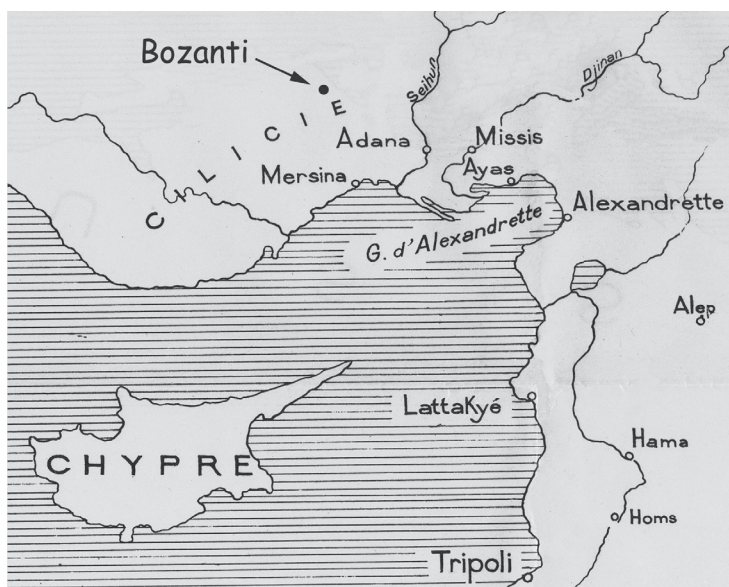 Bozanti
Seihun
Djihan
CILICIE
Adana
Missis
Ayas
Mersina
Alexandrette
G. d'Alexandrette
Alep
LattaKyé
CHYPRE
Hama
Homs
Tripoli